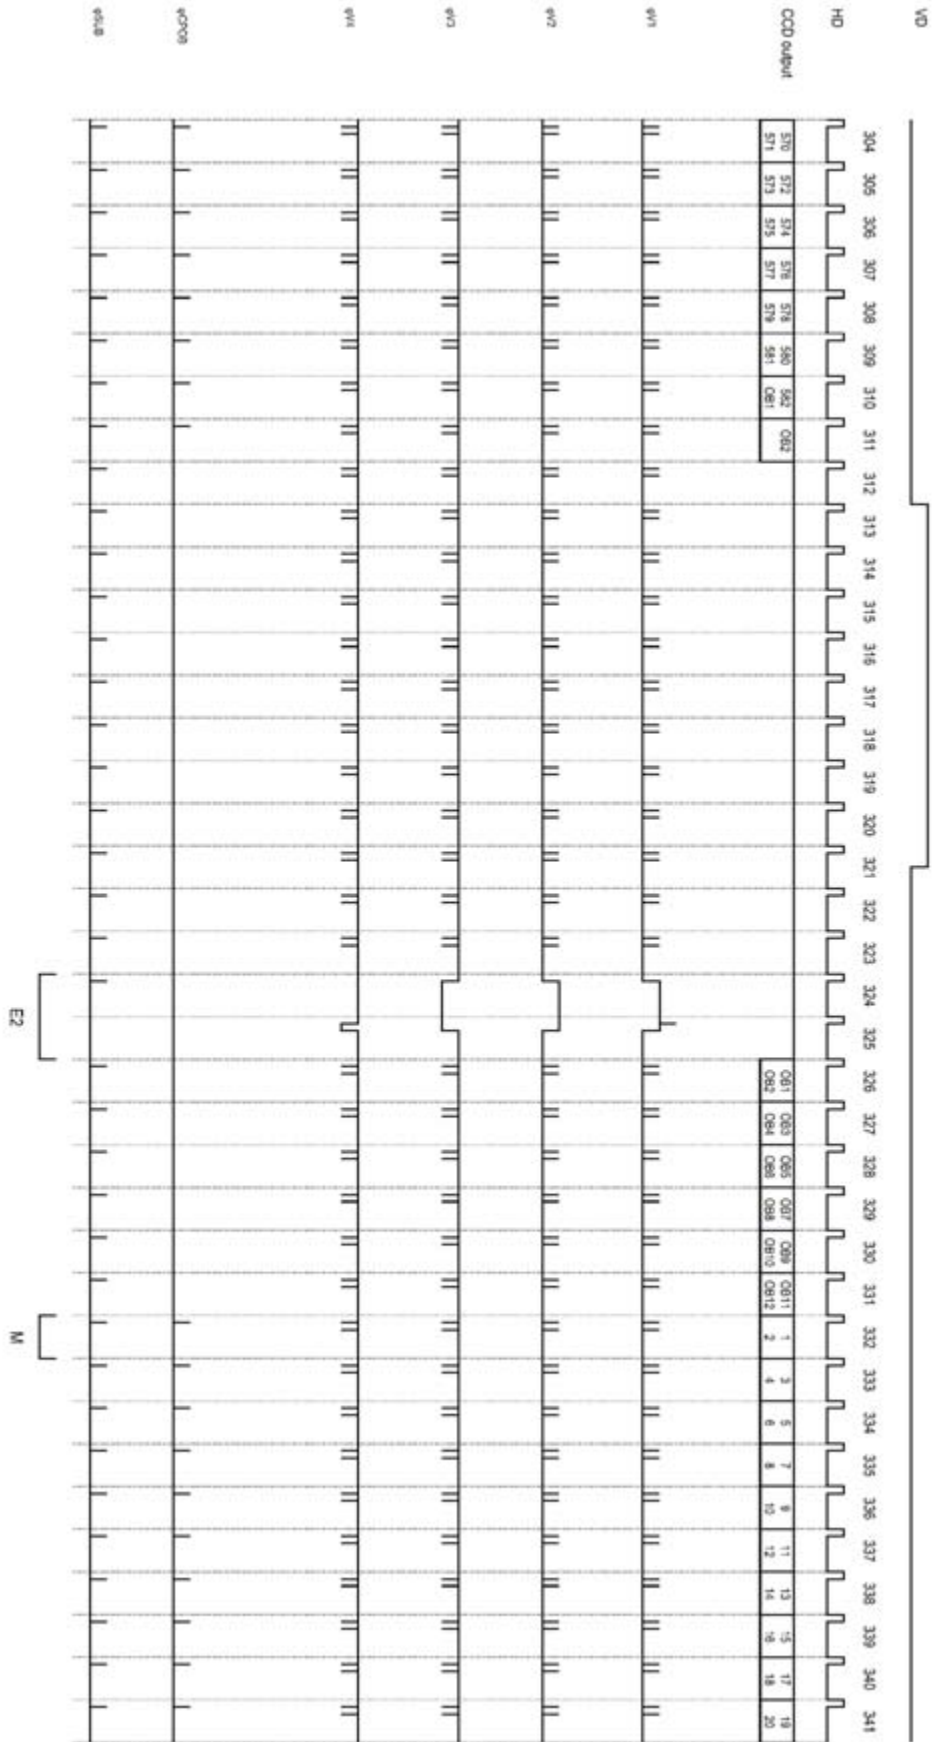 VD
304 305 306 307 308 309 310 311 312 313 314 315 316 317 318 319 320 321 322 323 324 325 326 327 328 329 330 331 332 333 334 335 336 337 338 339 340 341
HD
CCD output
570 572 574 576 578 580 582 OB2 OB1 OB3 OB5 OB7 OB9 OB11 1 3 5 7 9 11 13 15 17 19
571 573 575 577 579 581 OB1 OB2 OB4 OB6 OB8 OB10 OB12 2 4 6 8 10 12 14 16 18 20
φV1
φV2
φV3
φV4
φCPOB
φSUB
E2 M